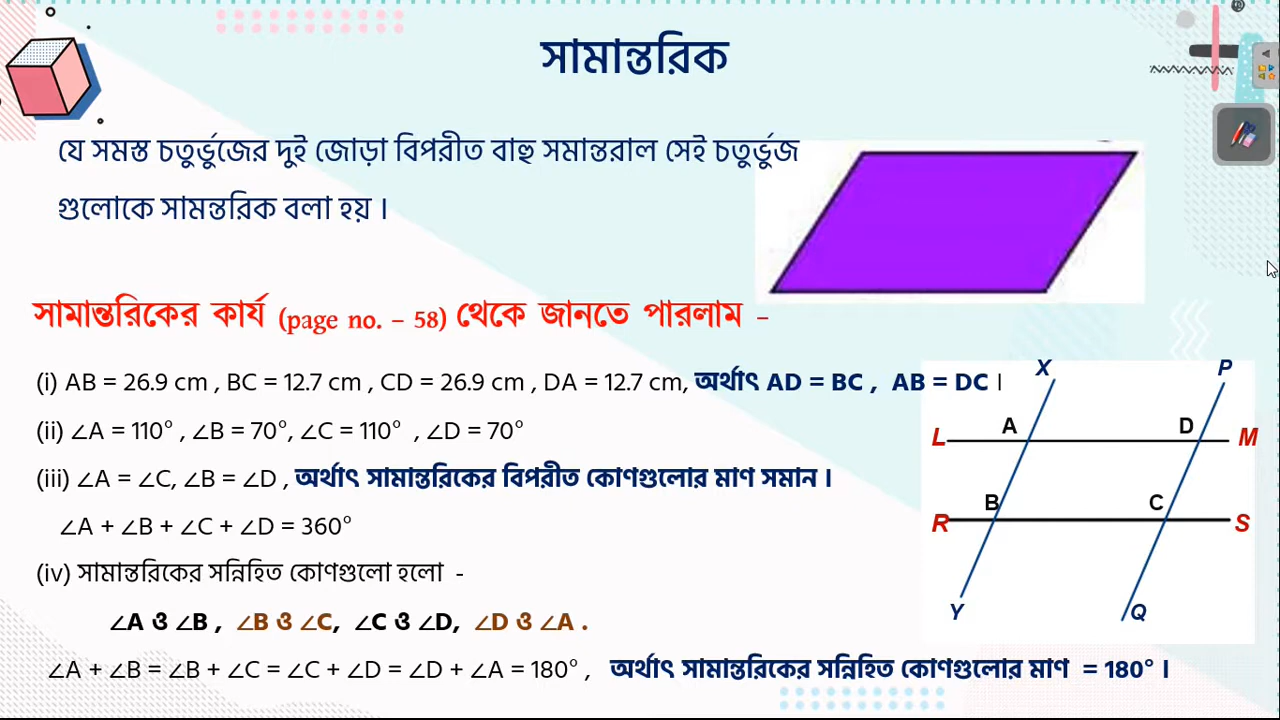 সামান্তরিক
যে সমস্ত চতুর্ভুজের দুই জোড়া বিপরীত বাহু সমান্তরাল সেই চতুর্ভুজ
গুলোকে সামন্তরিক বলা হয় ।
সামান্তরিকের কার্য (page no. – 58) থেকে জানতে পারলাম –
(i) AB = 26.9 cm , BC = 12.7 cm , CD = 26.9 cm , DA = 12.7 cm, অর্থাৎ AD = BC , AB = DC ।
(ii) ∠A = 110° , ∠B = 70°, ∠C = 110° , ∠D = 70°
(iii) ∠A = ∠C, ∠B = ∠D , অর্থাৎ সামান্তরিকের বিপরীত কোণগুলোর মাণ সমান ।
∠A + ∠B + ∠C + ∠D = 360°
(iv) সামান্তরিকের সন্নিহিত কোণগুলো হলো -
∠A ও ∠B , ∠B ও ∠C, ∠C ও ∠D, ∠D ও ∠A .
∠A + ∠B = ∠B + ∠C = ∠C + ∠D = ∠D + ∠A = 180° , অর্থাৎ সামান্তরিকের সন্নিহিত কোণগুলোর মাণ = 180° ।
X P
L A D M
R B C S
Y Q